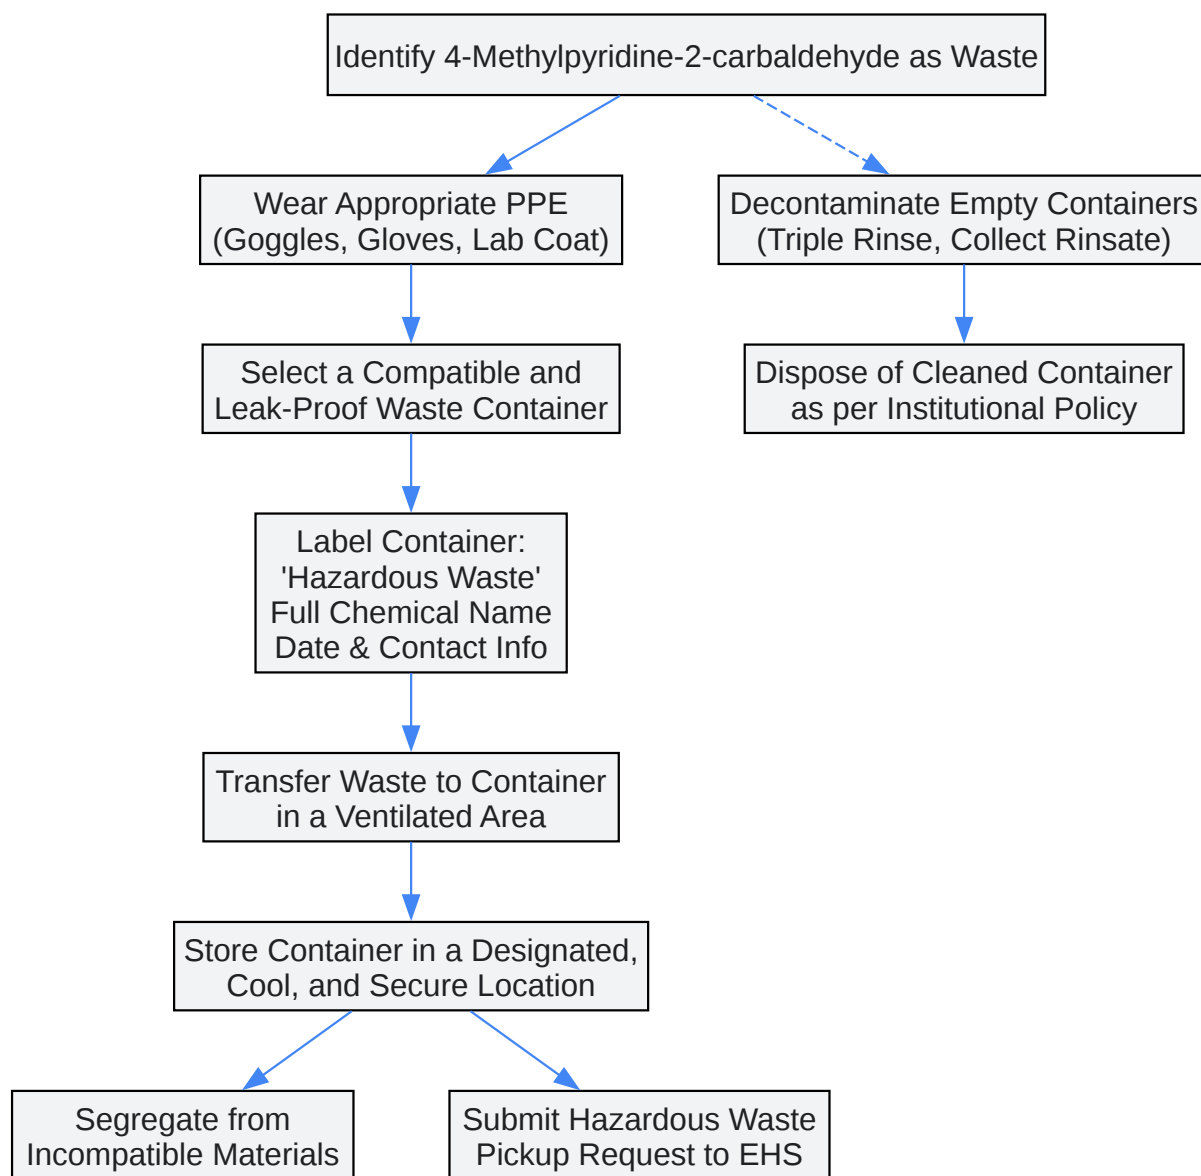 Identify 4-Methylpyridine-2-carbaldehyde as Waste
Wear Appropriate PPE
(Goggles, Gloves, Lab Coat)
Decontaminate Empty Containers
(Triple Rinse, Collect Rinsate)
Select a Compatible and
Leak-Proof Waste Container
Dispose of Cleaned Container
as per Institutional Policy
Label Container:
'Hazardous Waste'
Full Chemical Name
Date & Contact Info
Transfer Waste to Container
in a Ventilated Area
Store Container in a Designated,
Cool, and Secure Location
Segregate from
Incompatible Materials
Submit Hazardous Waste
Pickup Request to EHS